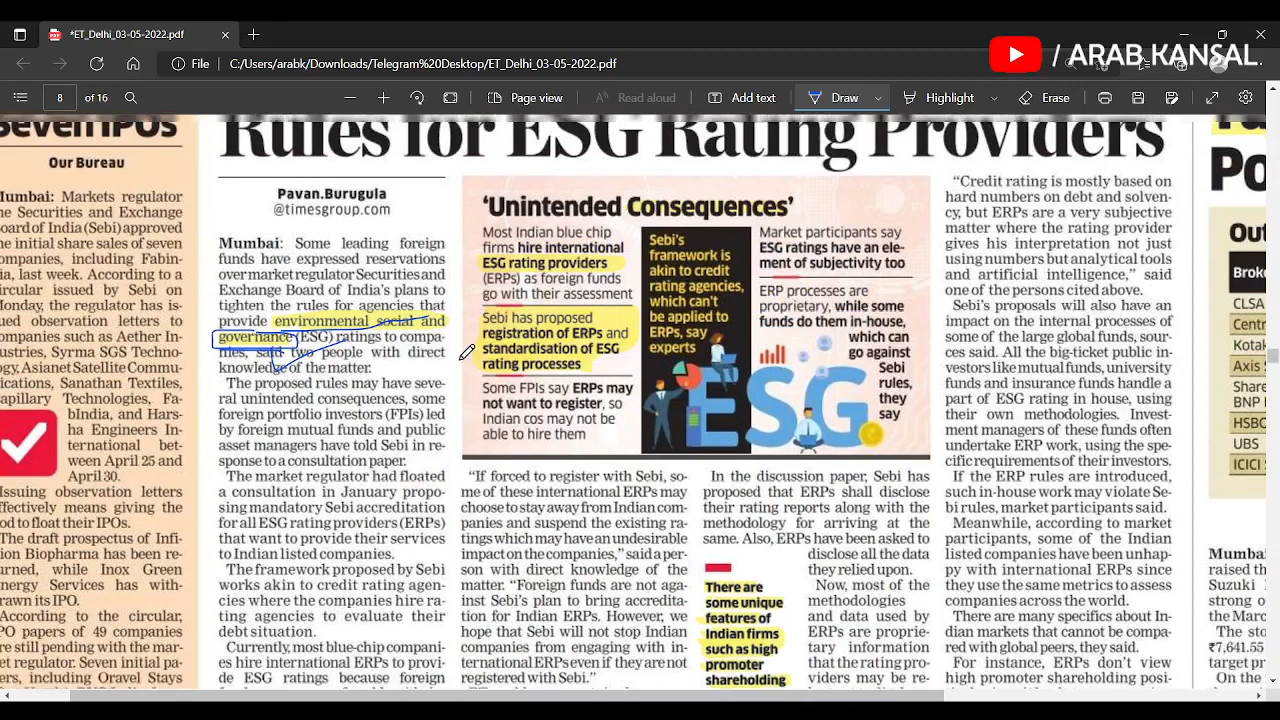 *ET_Delhi_03-05-2022.pdf
/ ARAB KANSAL
File
C:/Users/arabk/Downloads/Telegram%20Desktop/ET_Delhi_03-05-2022.pdf
8 of 16
Page view
Read aloud
Add text
Draw
Highlight
Erase
Seven IPOs
Our Bureau
Mumbai: Markets regulator
the Securities and Exchange
Board of India (Sebi) approved
the initial share sales of seven
companies, including Fabin-
dia, last week. According to a
circular issued by Sebi on
Monday, the regulator has is-
sued observation letters to
companies such as Aether In-
dustries, Syrma SGS Techno-
logy, Asianet Satellite Commu-
nications, Sanathan Textiles,
Capillary Technologies, Fa-
bIndia, and Hars-
ha Engineers In-
ternational bet-
ween April 25 and
April 30.
Issuing observation letters
effectively means giving the
nod to float their IPOs.
The draft prospectus of Infi-
nion Biopharma has been re-
turned, while Inox Green
Energy Services has with-
drawn its IPO.
According to the circular,
IPO papers of 49 companies
are still pending with the mar-
ket regulator. Seven initial pa-
pers, including Oravel Stays
Rules for ESG Rating Providers
Pavan.Burugula
@timesgroup.com
Mumbai: Some leading foreign
funds have expressed reservations
over market regulator Securities and
Exchange Board of India's plans to
tighten the rules for agencies that
provide environmental social and
governance (ESG) ratings to compa-
nies, said two people with direct
knowledge of the matter.
The proposed rules may have seve-
ral unintended consequences, some
foreign portfolio investors (FPIs) led
by foreign mutual funds and public
asset managers have told Sebi in re-
sponse to a consultation paper.
The market regulator had floated
a consultation in January propo-
sing mandatory Sebi accreditation
for all ESG rating providers (ERPs)
that want to provide their services
to Indian listed companies.
The framework proposed by Sebi
works akin to credit rating agen-
cies where the companies hire ra-
ting agencies to evaluate their
debt situation.
Currently, most blue-chip compani-
es hire international ERPs to provi-
de ESG ratings because foreign
'Unintended Consequences'
Most Indian blue chip
firms hire international
ESG rating providers
(ERPs) as foreign funds
go with their assessment
Sebi has proposed
registration of ERPs and
standardisation of ESG
rating processes
Some FPIs say ERPs may
not want to register, so
Indian cos may not be
able to hire them
Sebi's
framework is
akin to credit
rating agencies,
which can't
be applied to
ERPs, say
experts
Market participants say
ESG ratings have an ele-
ment of subjectivity too
ERP processes are
proprietary, while some
funds do them in-house,
which can
go against
Sebi
rules,
they
say
ESG
"If forced to register with Sebi, so-
me of these international ERPs may
choose to stay away from Indian com-
panies and suspend the existing ra-
tings which may have an undesirable
impact on the companies," said a per-
son with direct knowledge of the
matter. "Foreign funds are not aga-
inst Sebi's plan to bring accredita-
tion for Indian ERPs. However, we
hope that Sebi will not stop Indian
companies from engaging with in-
ternational ERPs even if they are not
registered with Sebi."
In the discussion paper, Sebi has
proposed that ERPs shall disclose
their rating reports along with the
methodology for arriving at the
same. Also, ERPs have been asked to
disclose all the data
they relied upon.
Now, most of the
methodologies
and data used by
ERPs are proprie-
tary information
that the rating pro-
viders may be re-
There are
some unique
features of
Indian firms
such as high
promoter
shareholding
"Credit rating is mostly based on
hard numbers on debt and solven-
cy, but ERPs are a very subjective
matter where the rating provider
gives his interpretation not just
using numbers but analytical tools
and artificial intelligence," said
one of the persons cited above.
Sebi's proposals will also have an
impact on the internal processes of
some of the large global funds, sour-
ces said. All the big-ticket public in-
vestors like mutual funds, university
funds and insurance funds handle a
part of ESG rating in house, using
their own methodologies. Invest-
ment managers of these funds often
undertake ERP work, using the spe-
cific requirements of their investors.
If the ERP rules are introduced,
such in-house work may violate Se-
bi rules, market participants said.
Meanwhile, according to market
participants, some of the Indian
listed companies have been unhap-
py with international ERPs since
they use the same metrics to assess
companies across the world.
There are many specifics about In-
dian markets that cannot be compa-
red with global peers, they said.
For instance, ERPs don't view
high promoter shareholding posi-
Po
Out
Broke
CLSA
Centr
Kotak
Axis S
Share
BNP
HSBC
UBS
ICICI S
Mumbai
raised th
Suzuki
strong o
the Marc
The sto
₹7,641.55
target pr
On the